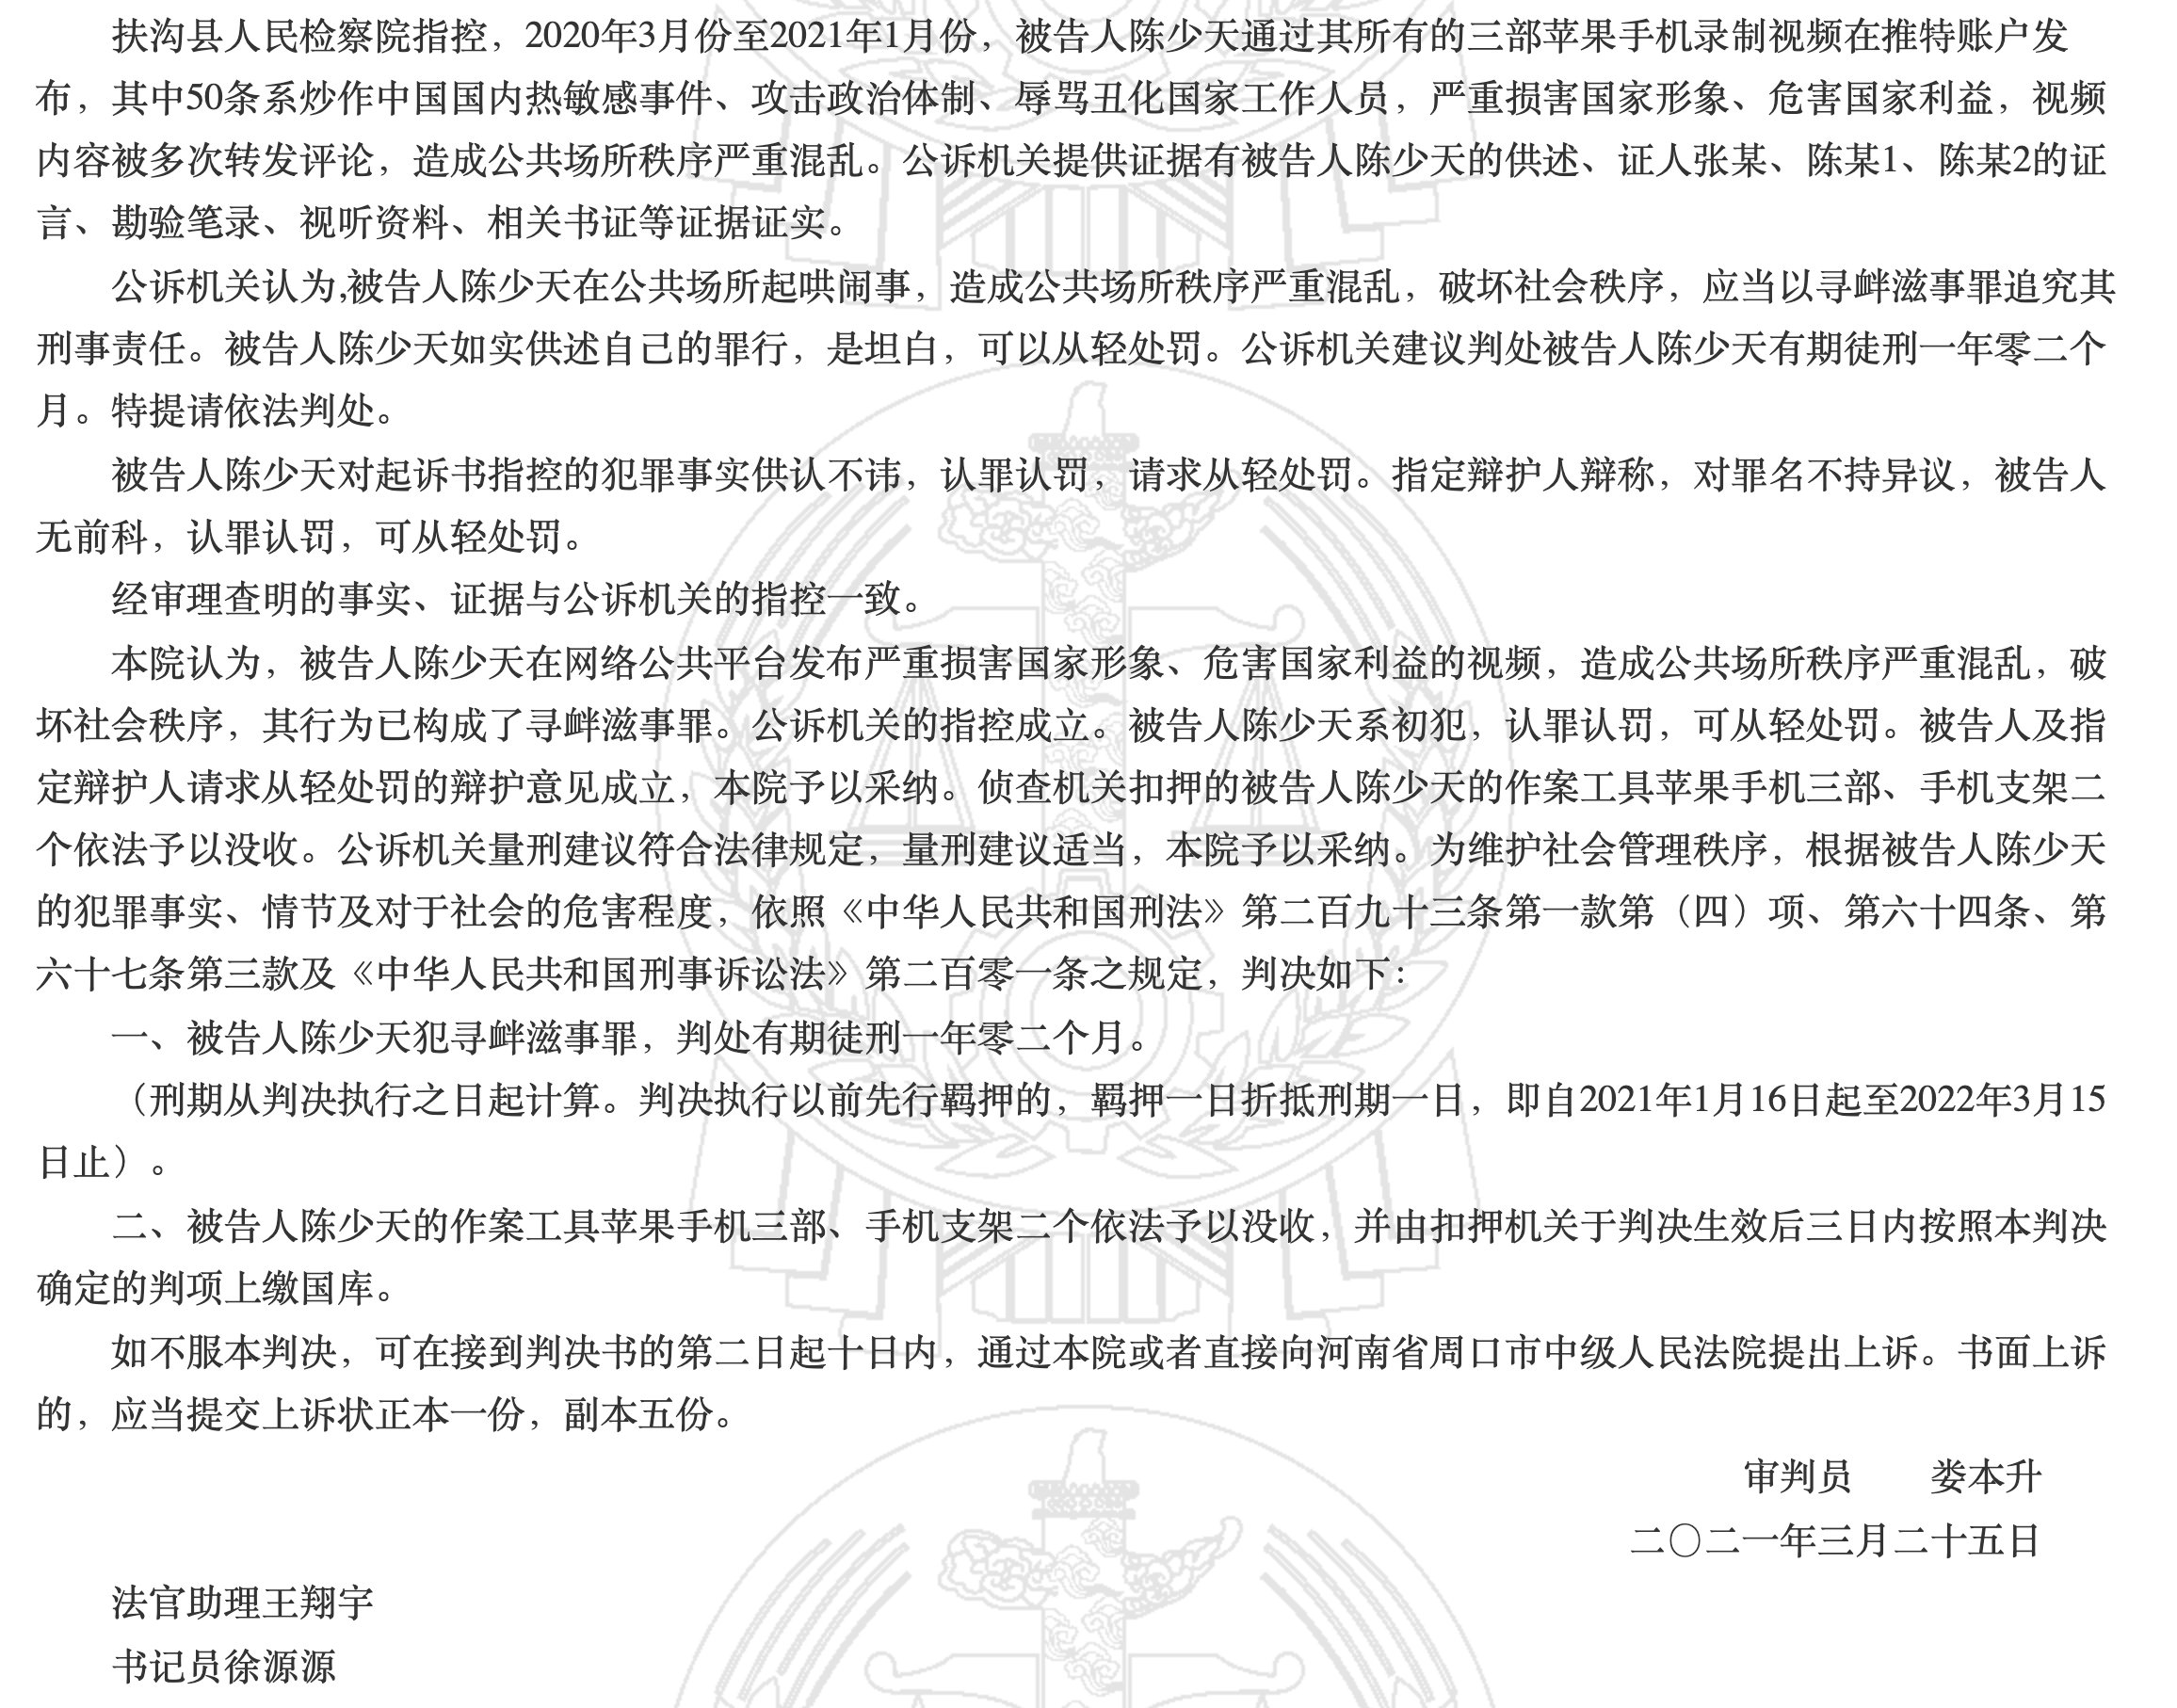 扶沟县人民检察院指控，2020年3月份至2021年1月份，被告人陈少天通过其所有的三部苹果手机录制视频在推特账户发
布，其中50条系炒作中国国内热敏感事件、攻击政治体制、辱骂丑化国家工作人员，严重损害国家形象、危害国家利益，视频
内容被多次转发评论，造成公共场所秩序严重混乱。公诉机关提供证据有被告人陈少天的供述、证人张某、陈某1、陈某2的证
言、勘验笔录、视听资料、相关书证等证据证实。
公诉机关认为,被告人陈少天在公共场所起哄闹事，造成公共场所秩序严重混乱，破坏社会秩序，应当以寻衅滋事罪追究其
刑事责任。被告人陈少天如实供述自己的罪行，是坦白，可以从轻处罚。公诉机关建议判处被告人陈少天有期徒刑一年零二个
月。特提请依法判处。
被告人陈少天对起诉书指控的犯罪事实供认不讳，认罪认罚，请求从轻处罚。指定辩护人辩称，对罪名不持异议，被告人
无前科，认罪认罚，可从轻处罚。
经审理查明的事实、证据与公诉机关的指控一致。
本院认为，被告人陈少天在网络公共平台发布严重损害国家形象、危害国家利益的视频，造成公共场所秩序严重混乱，破
坏社会秩序，其行为已构成了寻衅滋事罪。公诉机关的指控成立。被告人陈少天系初犯，认罪认罚，可从轻处罚。被告人及指
定辩护人请求从轻处罚的辩护意见成立，本院予以采纳。侦查机关扣押的被告人陈少天的作案工具苹果手机三部、手机支架二
个依法予以没收。公诉机关量刑建议符合法律规定，量刑建议适当，本院予以采纳。为维护社会管理秩序，根据被告人陈少天
的犯罪事实、情节及对于社会的危害程度，依照《中华人民共和国刑法》第二百九十三条第一款第（四）项、第六十四条、第
六十七条第三款及《中华人民共和国刑事诉讼法》第二百零一条之规定，判决如下：
一、被告人陈少天犯寻衅滋事罪，判处有期徒刑一年零二个月。
（刑期从判决执行之日起计算。判决执行以前先行羁押的，羁押一日折抵刑期一日，即自2021年1月16日起至2022年3月15
日止）。
二、被告人陈少天的作案工具苹果手机三部、手机支架二个依法予以没收，并由扣押机关于判决生效后三日内按照本判决
确定的判项上缴国库。
如不服本判决，可在接到判决书的第二日起十日内，通过本院或者直接向河南省周口市中级人民法院提出上诉。书面上诉
的，应当提交上诉状正本一份，副本五份。
审判员　　娄本升
二〇二一年三月二十五日
法官助理王翔宇
书记员徐源源